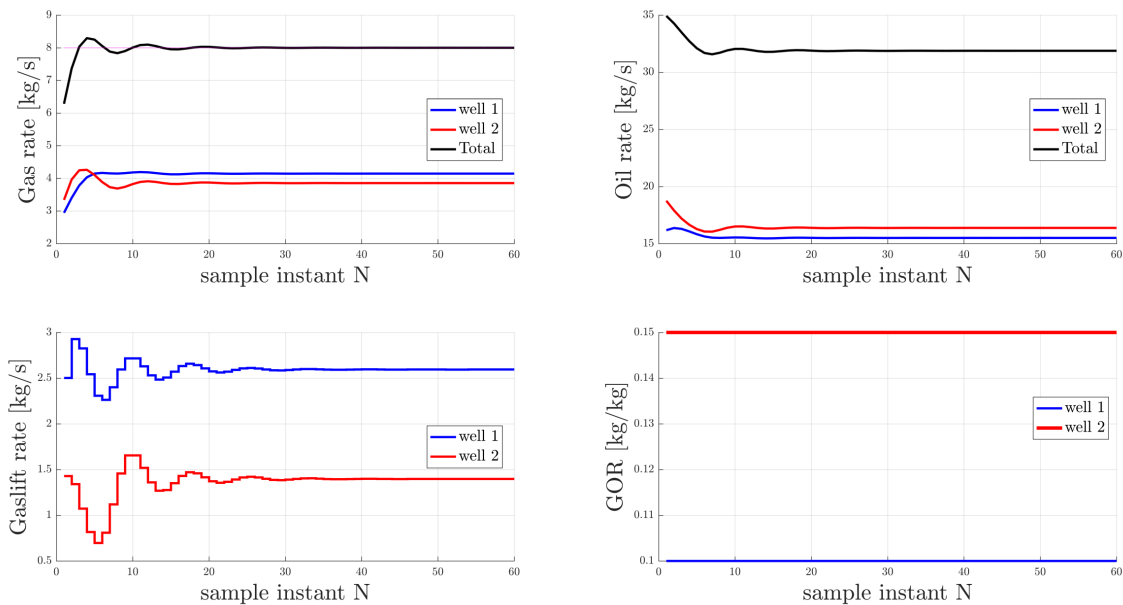 Gas rate [kg/s]
9
8
7
6
5
4
3
2
0
10
20
30
40
50
60
sample instant N
well 1
well 2
Total
Oil rate [kg/s]
35
30
25
20
15
0
10
20
30
40
50
60
sample instant N
well 1
well 2
Total
Gaslift rate [kg/s]
3
2.5
2
1.5
1
0.5
0
10
20
30
40
50
60
sample instant N
well 1
well 2
GOR [kg/kg]
0.15
0.14
0.13
0.12
0.11
0.1
0
10
20
30
40
50
60
sample instant N
well 1
well 2